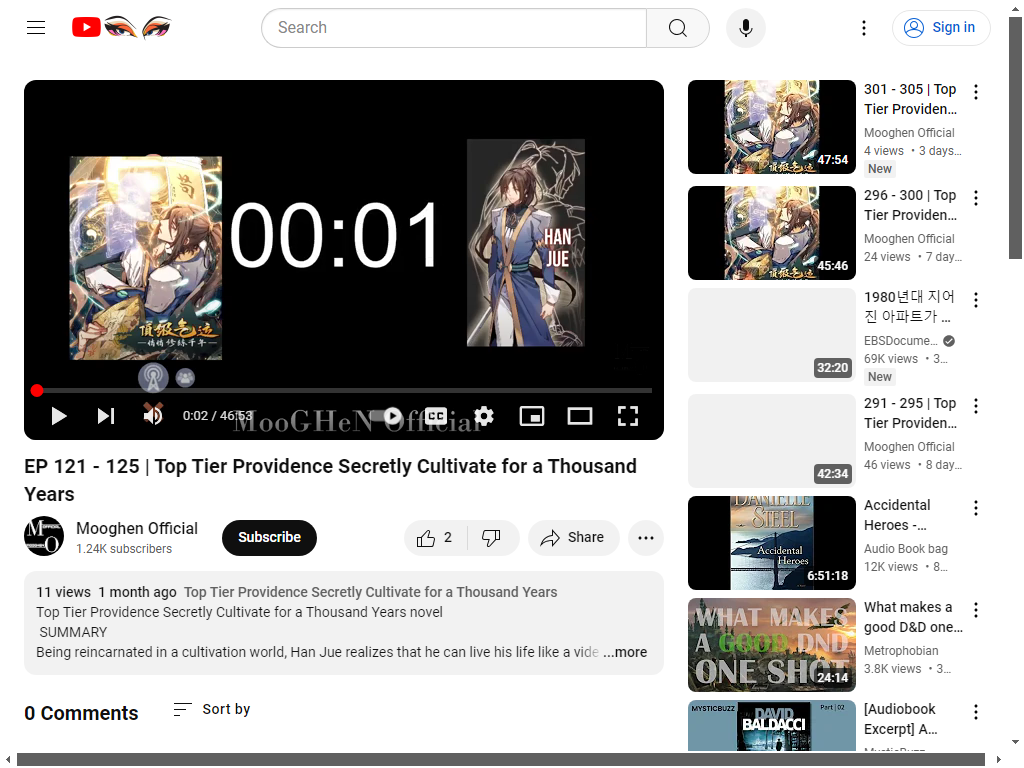 Search
Sign in
00:01
HAN
JUE
頂級气运
悄悄修练千年
MooGHeN Official
0:02 / 46:53
CC
EP 121 - 125 | Top Tier Providence Secretly Cultivate for a Thousand
Years
Mooghen Official
1.24K subscribers
Subscribe
2
Share
11 views 1 month ago Top Tier Providence Secretly Cultivate for a Thousand Years
Top Tier Providence Secretly Cultivate for a Thousand Years novel
SUMMARY
Being reincarnated in a cultivation world, Han Jue realizes that he can live his life like a vide ...more
0 Comments
Sort by
301 - 305 | Top
Tier Providen...
Mooghen Official
4 views • 3 days...
New
47:54
296 - 300 | Top
Tier Providen...
Mooghen Official
24 views • 7 day...
45:46
1980년대 지어
진 아파트가 ...
EBSDocume...
69K views • 3...
New
32:20
291 - 295 | Top
Tier Providen...
Mooghen Official
46 views • 8 day...
42:34
DANIELLE
STEEL
Accidental
Heroes
6:51:18
Accidental
Heroes -...
Audio Book bag
12K views • 8...
WHAT MAKES
A GOOD DND
ONE SHOT
24:14
What makes a
good D&D one...
Metrophobian
3.8K views • 3...
MYSTICBUZZ
Part | 02
DAVID
BALDACCI
[Audiobook
Excerpt] A...
MysticBuzz